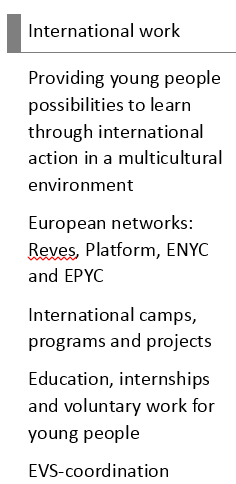 International work
Providing young people
possibilities to learn
through international
action in a multicultural
environment
European networks:
Reves, Platform, ENYC
and EPYC
International camps,
programs and projects
Education, internships
and voluntary work for
young people
EVS-coordination